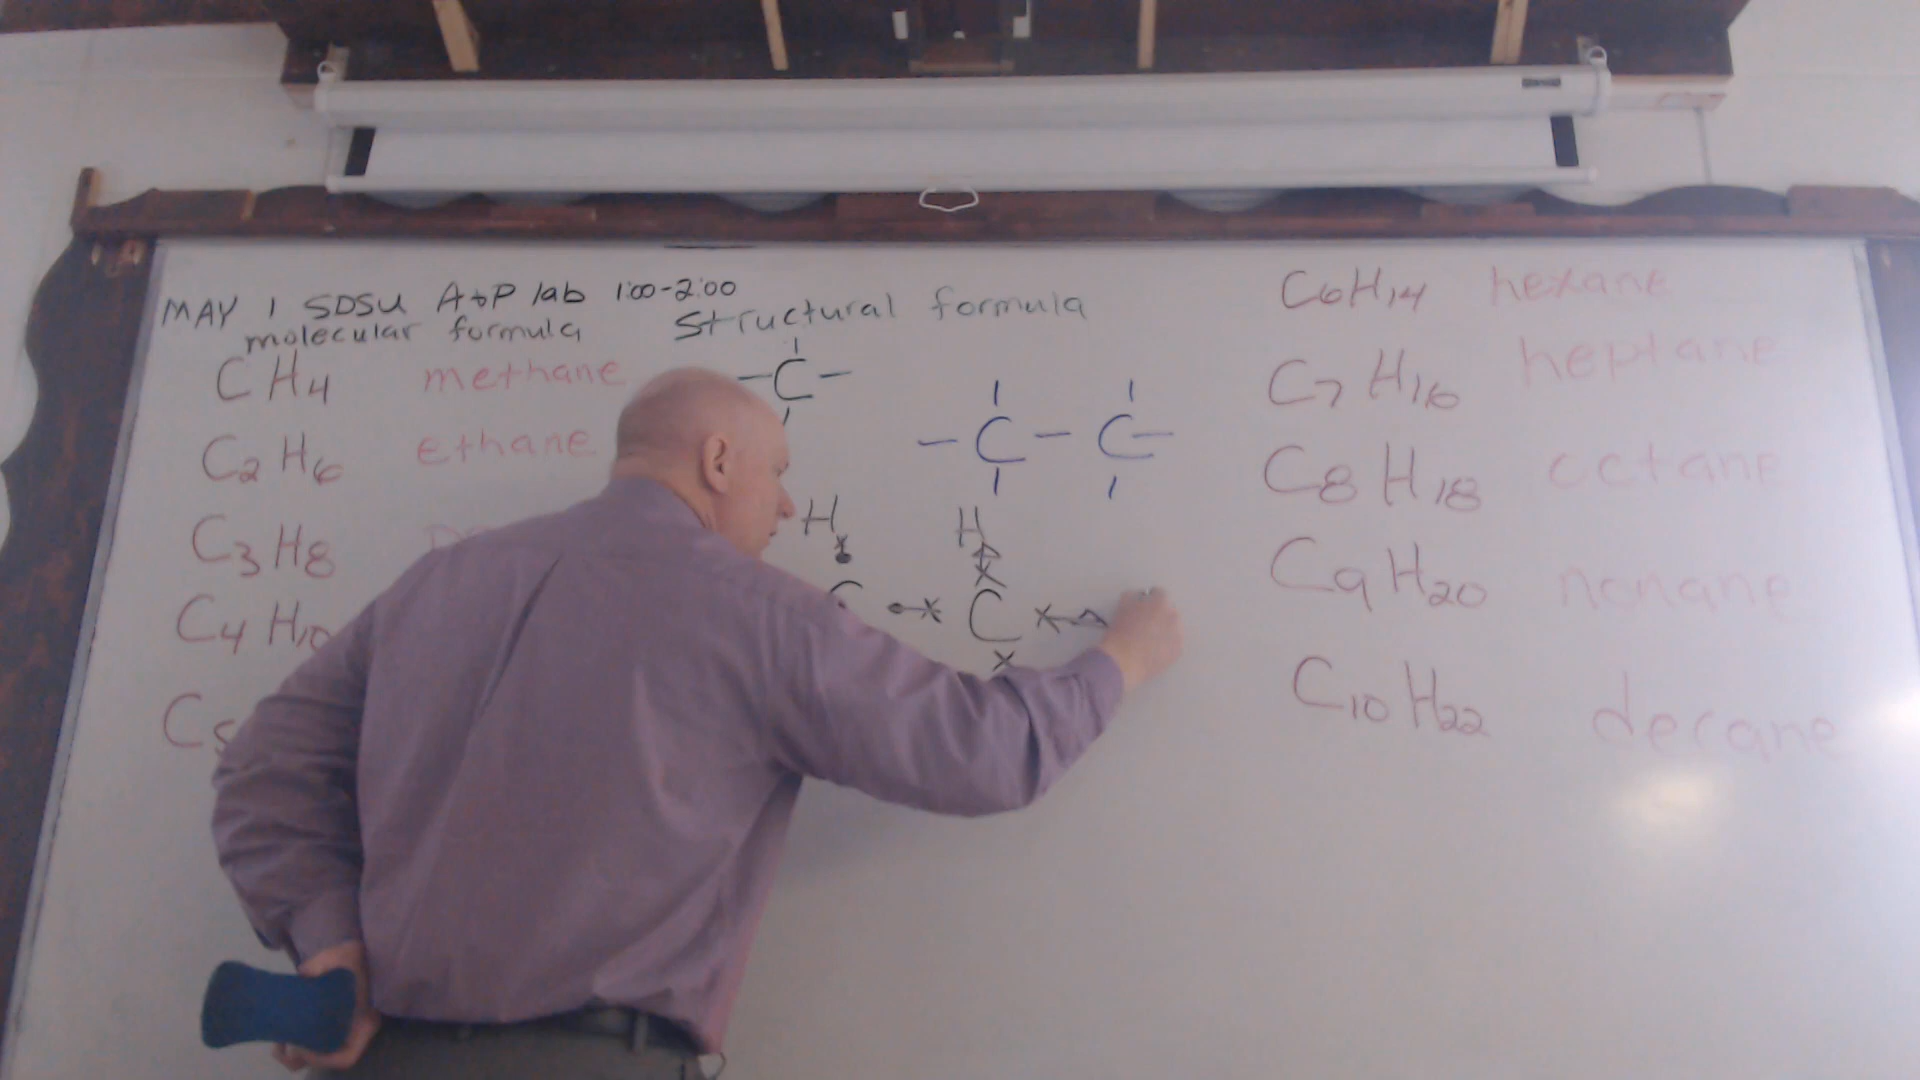 MAY 1 SDSU A+P lab 1:00-2:00
molecular formula Structural formula
CH4 methane
C2H6 ethane
C3H8
C4H10
C5
C
C C
H H
C C
C6H14 hexane
C7H16 heptane
C8H18 octane
C9H20 nonane
C10H22 decane